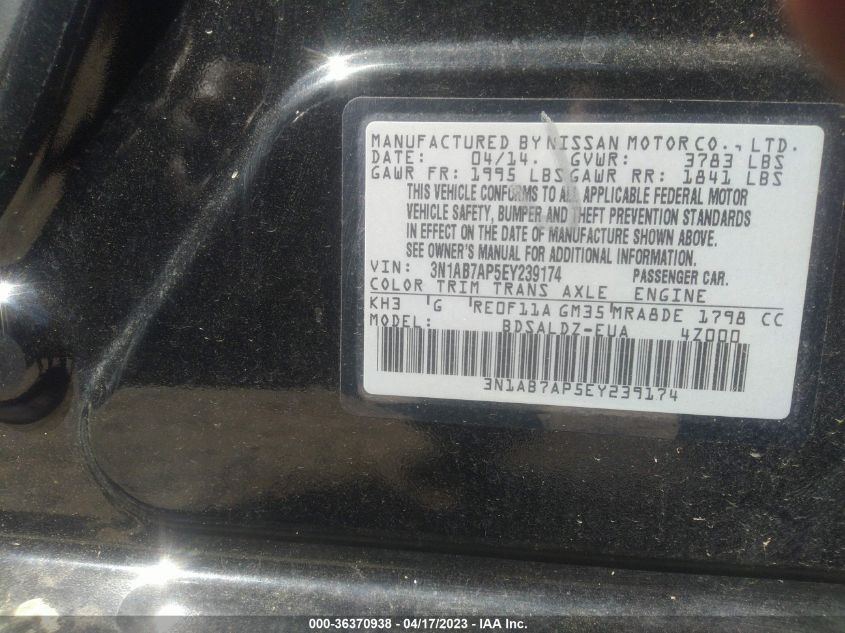 MANUFACTURED BY NISSAN MOTOR CO., LTD.
DATE: 04/14. GVWR: 3783 LBS
GAWR FR: 1995 LBS GAWR RR: 1841 LBS
THIS VEHICLE CONFORMS TO ALL APPLICABLE FEDERAL MOTOR
VEHICLE SAFETY, BUMPER AND THEFT PREVENTION STANDARDS
IN EFFECT ON THE DATE OF MANUFACTURE SHOWN ABOVE.
SEE OWNER'S MANUAL FOR ADDITIONAL INFORMATION.
VIN: 3N1AB7AP5EY239174 PASSENGER CAR.
COLOR TRIM TRANS AXLE ENGINE
KH3 G RE0F11A GM35 MRA8DE 1798 CC
MODEL: BDSALDZ-EUA 4Z000
3N1AB7AP5EY239174
000-36370938 - 04/17/2023 - IAA Inc.